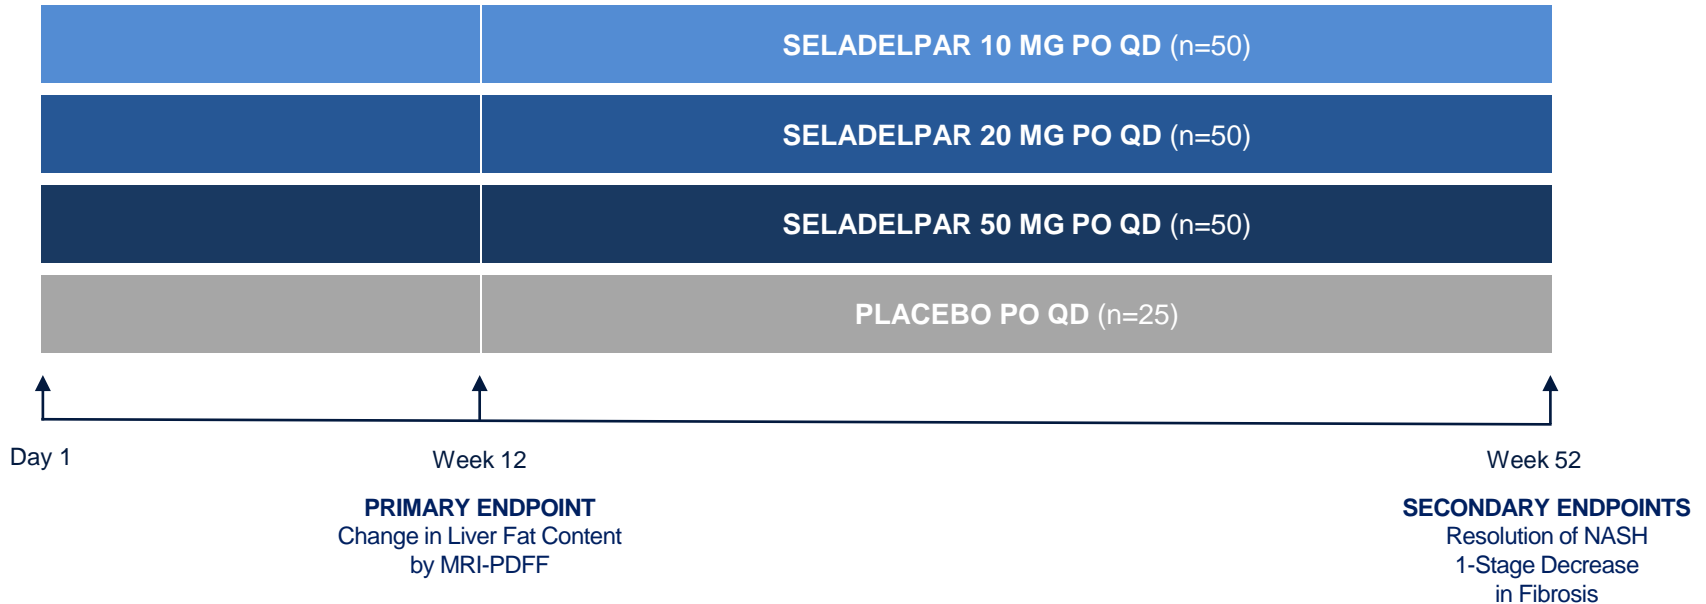 SELADELPAR 10 MG PO QD (n=50)
SELADELPAR 20 MG PO QD (n=50)
SELADELPAR 50 MG PO QD (n=50)
PLACEBO PO QD (n=25)
Day 1
Week 12
Week 52
PRIMARY ENDPOINT
Change in Liver Fat Content
by MRI-PDFF
SECONDARY ENDPOINTS
Resolution of NASH
1-Stage Decrease
in Fibrosis